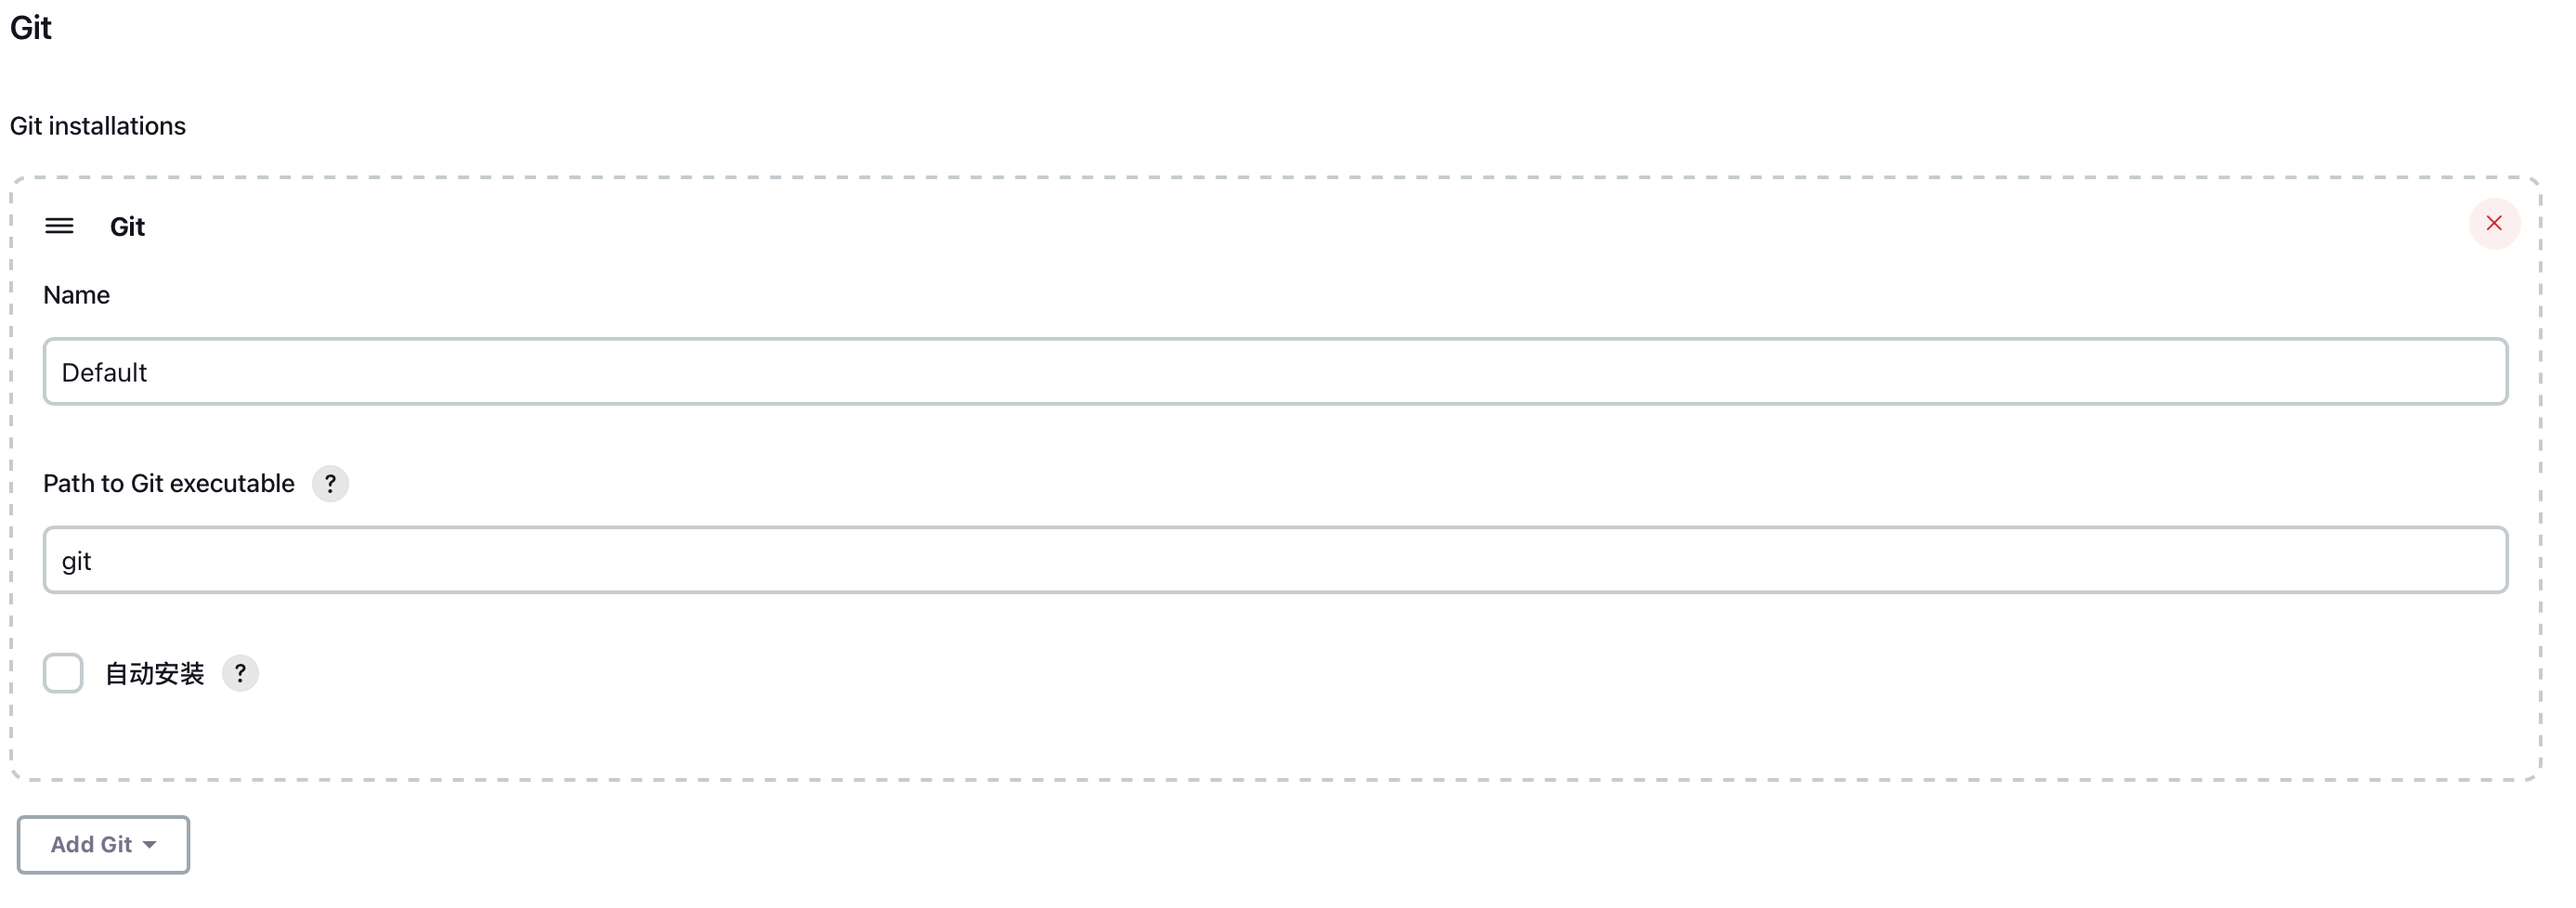 Git
Git installations
Git
Name
Default
Path to Git executable ?
git
自动安装 ?
Add Git